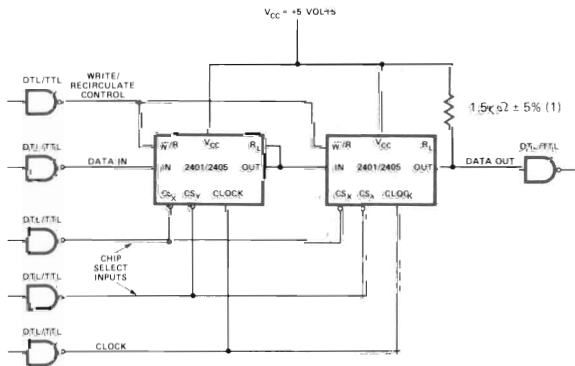 VCC = +5 VOLTS
DTL/TTL
WRITE/
RECIRCULATE
CONTROL
1.5K Ω ± 5% (1)
W/R VCC RL
W/R VCC RL
DTL/TTL
DATA IN
IN 2401/2405 OUT
IN 2401/2405 OUT
DATA OUT
DTL/TTL
CSX CSY CLOCK
CSX CSY CLOCK
DTL/TTL
CHIP
SELECT
INPUTS
DTL/TTL
DTL/TTL
CLOCK